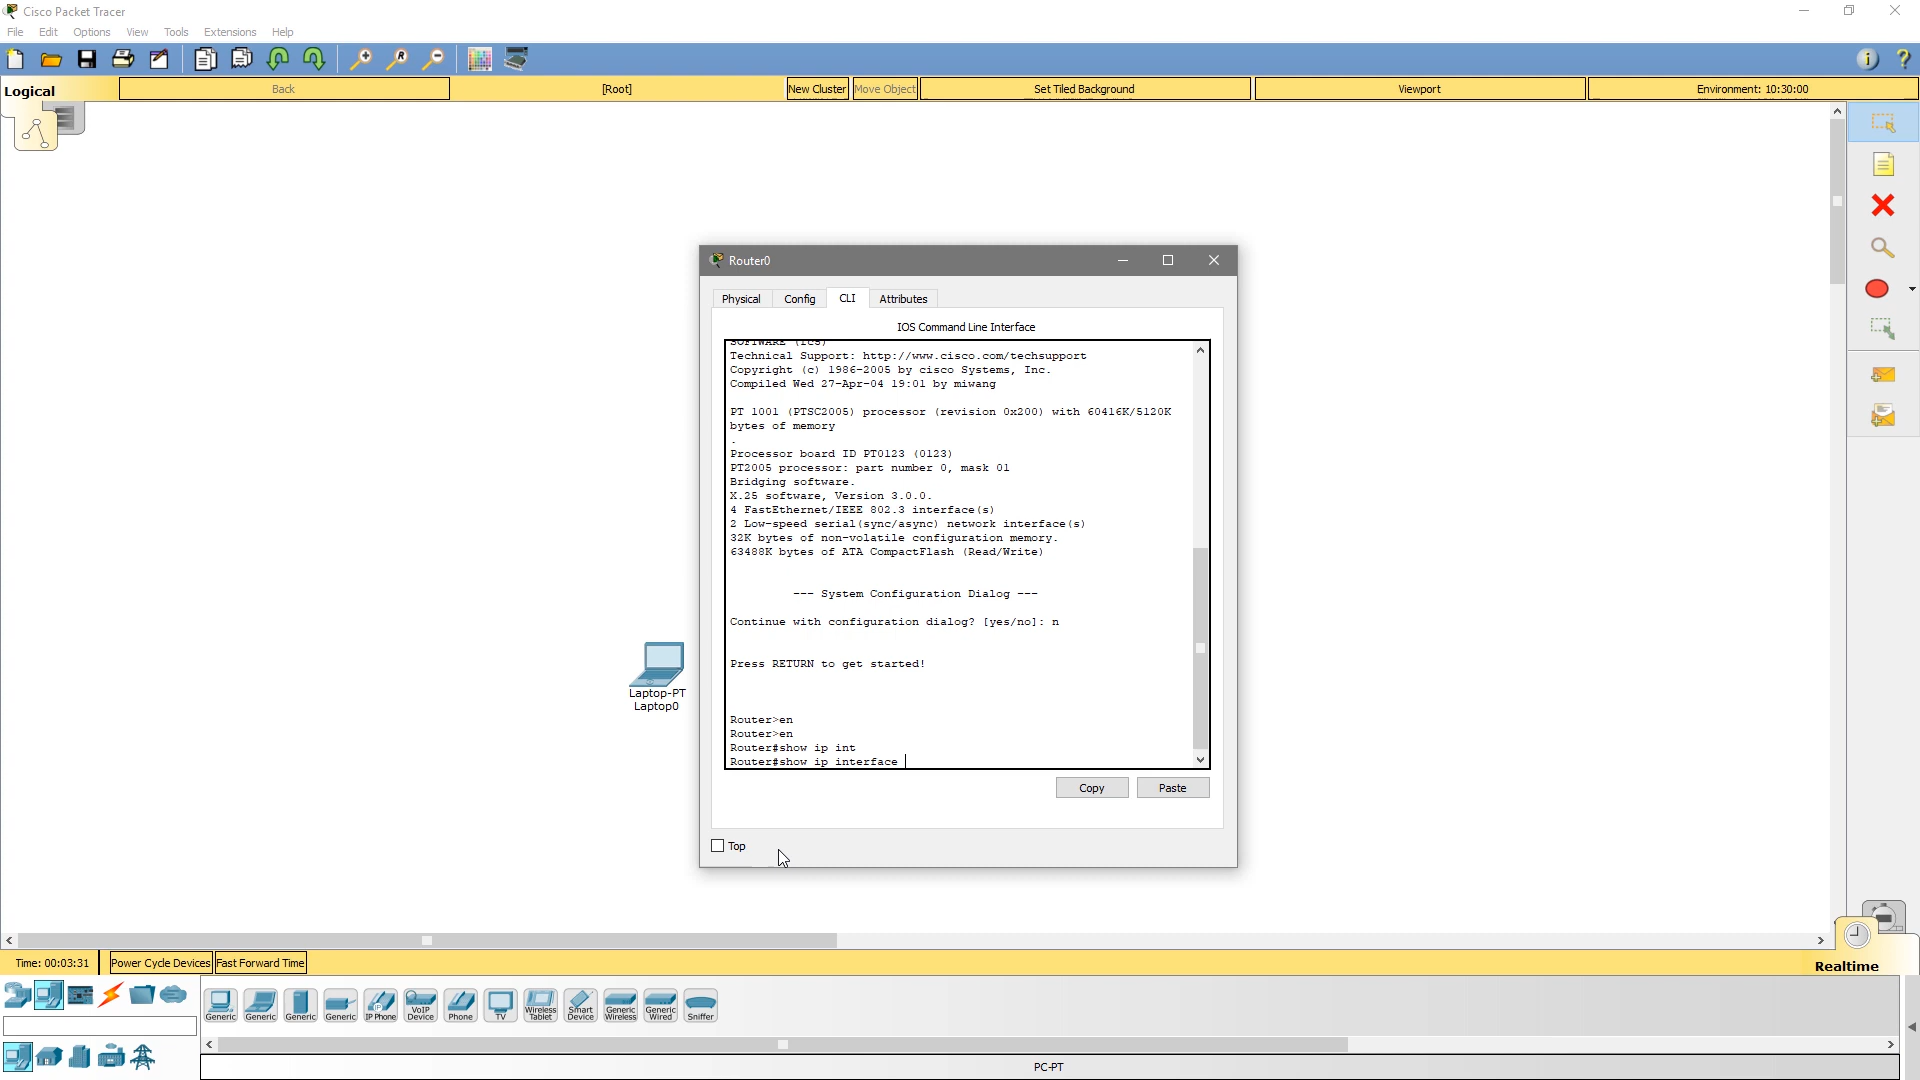 Cisco Packet Tracer
File Edit Options View Tools Extensions Help
Logical Back [Root] New Cluster Move Object Set Tiled Background Viewport Environment: 10:30:00
Router0
Physical Config CLI Attributes
IOS Command Line Interface
SOFTWARE (fc5)
Technical Support: http://www.cisco.com/techsupport
Copyright (c) 1986-2005 by cisco Systems, Inc.
Compiled Wed 27-Apr-04 19:01 by miwang
PT 1001 (PTSC2005) processor (revision 0x200) with 60416K/5120K
bytes of memory
.
Processor board ID PT0123 (0123)
PT2005 processor: part number 0, mask 01
Bridging software.
X.25 software, Version 3.0.0.
4 FastEthernet/IEEE 802.3 interface(s)
2 Low-speed serial(sync/async) network interface(s)
32K bytes of non-volatile configuration memory.
63488K bytes of ATA CompactFlash (Read/Write)
--- System Configuration Dialog ---
Continue with configuration dialog? [yes/no]: n
Press RETURN to get started!
Router>en
Router>en
Router#show ip int
Router#show ip interface
Copy Paste
Top
Laptop-PT
Laptop0
Time: 00:03:31 Power Cycle Devices Fast Forward Time
Realtime
Generic Generic Generic Generic IP Phone VoIP Device Phone TV Wireless Tablet Smart Device Generic Wireless Generic Wired Sniffer
PC-PT